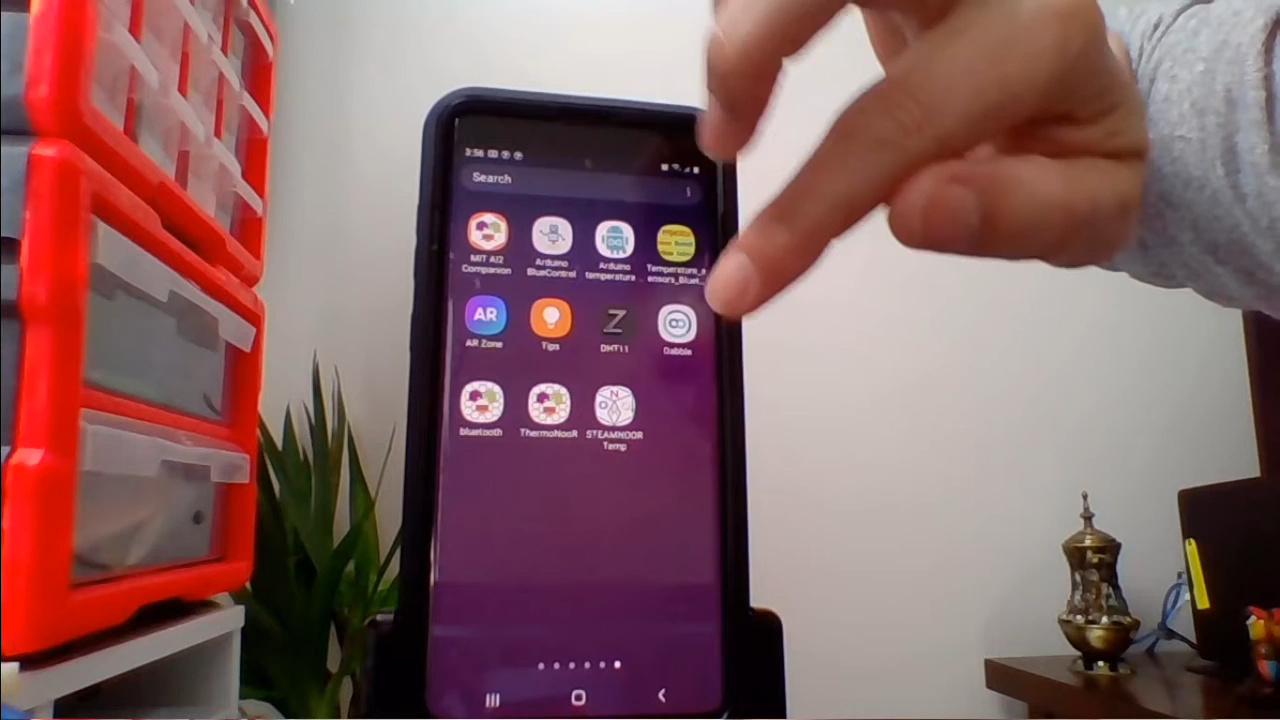 3:56
Search
MIT AI2
Companion
Arduino
BlueControl
Arduino
temperature...
Temperature_s
ensors_Bluet...
AR
AR Zone
Tips
Z
DHT11
Dabble
bluetooth
ThermoNooR
N
STEAMNOOR
Temp